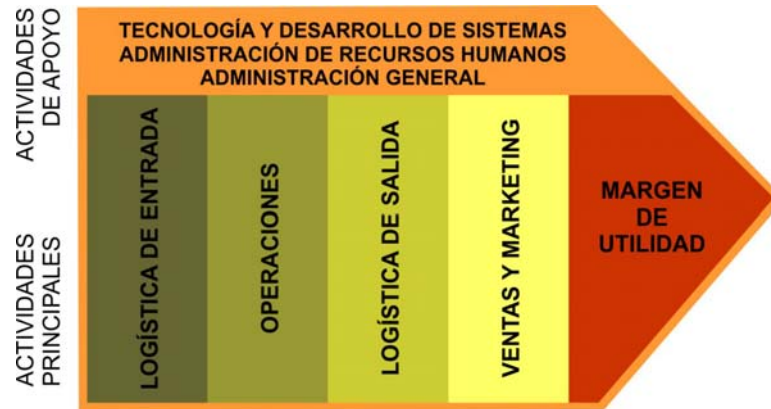 ACTIVIDADES
DE APOYO
TECNOLOGÍA Y DESARROLLO DE SISTEMAS
ADMINISTRACIÓN DE RECURSOS HUMANOS
ADMINISTRACIÓN GENERAL
ACTIVIDADES
PRINCIPALES
LOGÍSTICA DE ENTRADA
OPERACIONES
LOGÍSTICA DE SALIDA
VENTAS Y MARKETING
MARGEN
DE
UTILIDAD